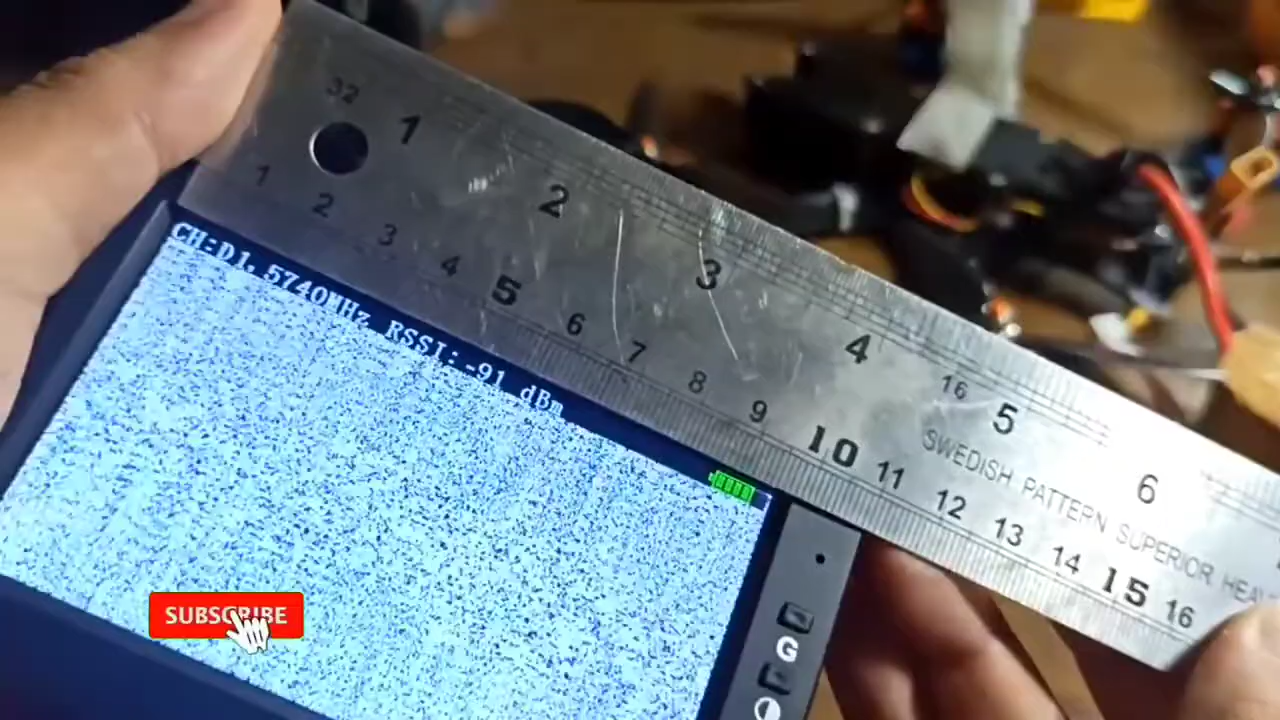 32
1 2 3 4 16 5 6
1 2 3 4 5 6 7 8 9 10 11 12 13 14 15 16
SWEDISH PATTERN SUPERIOR
CH:D1,5740MHz RSSI:-91 dBm
SUBSCRIBE
G